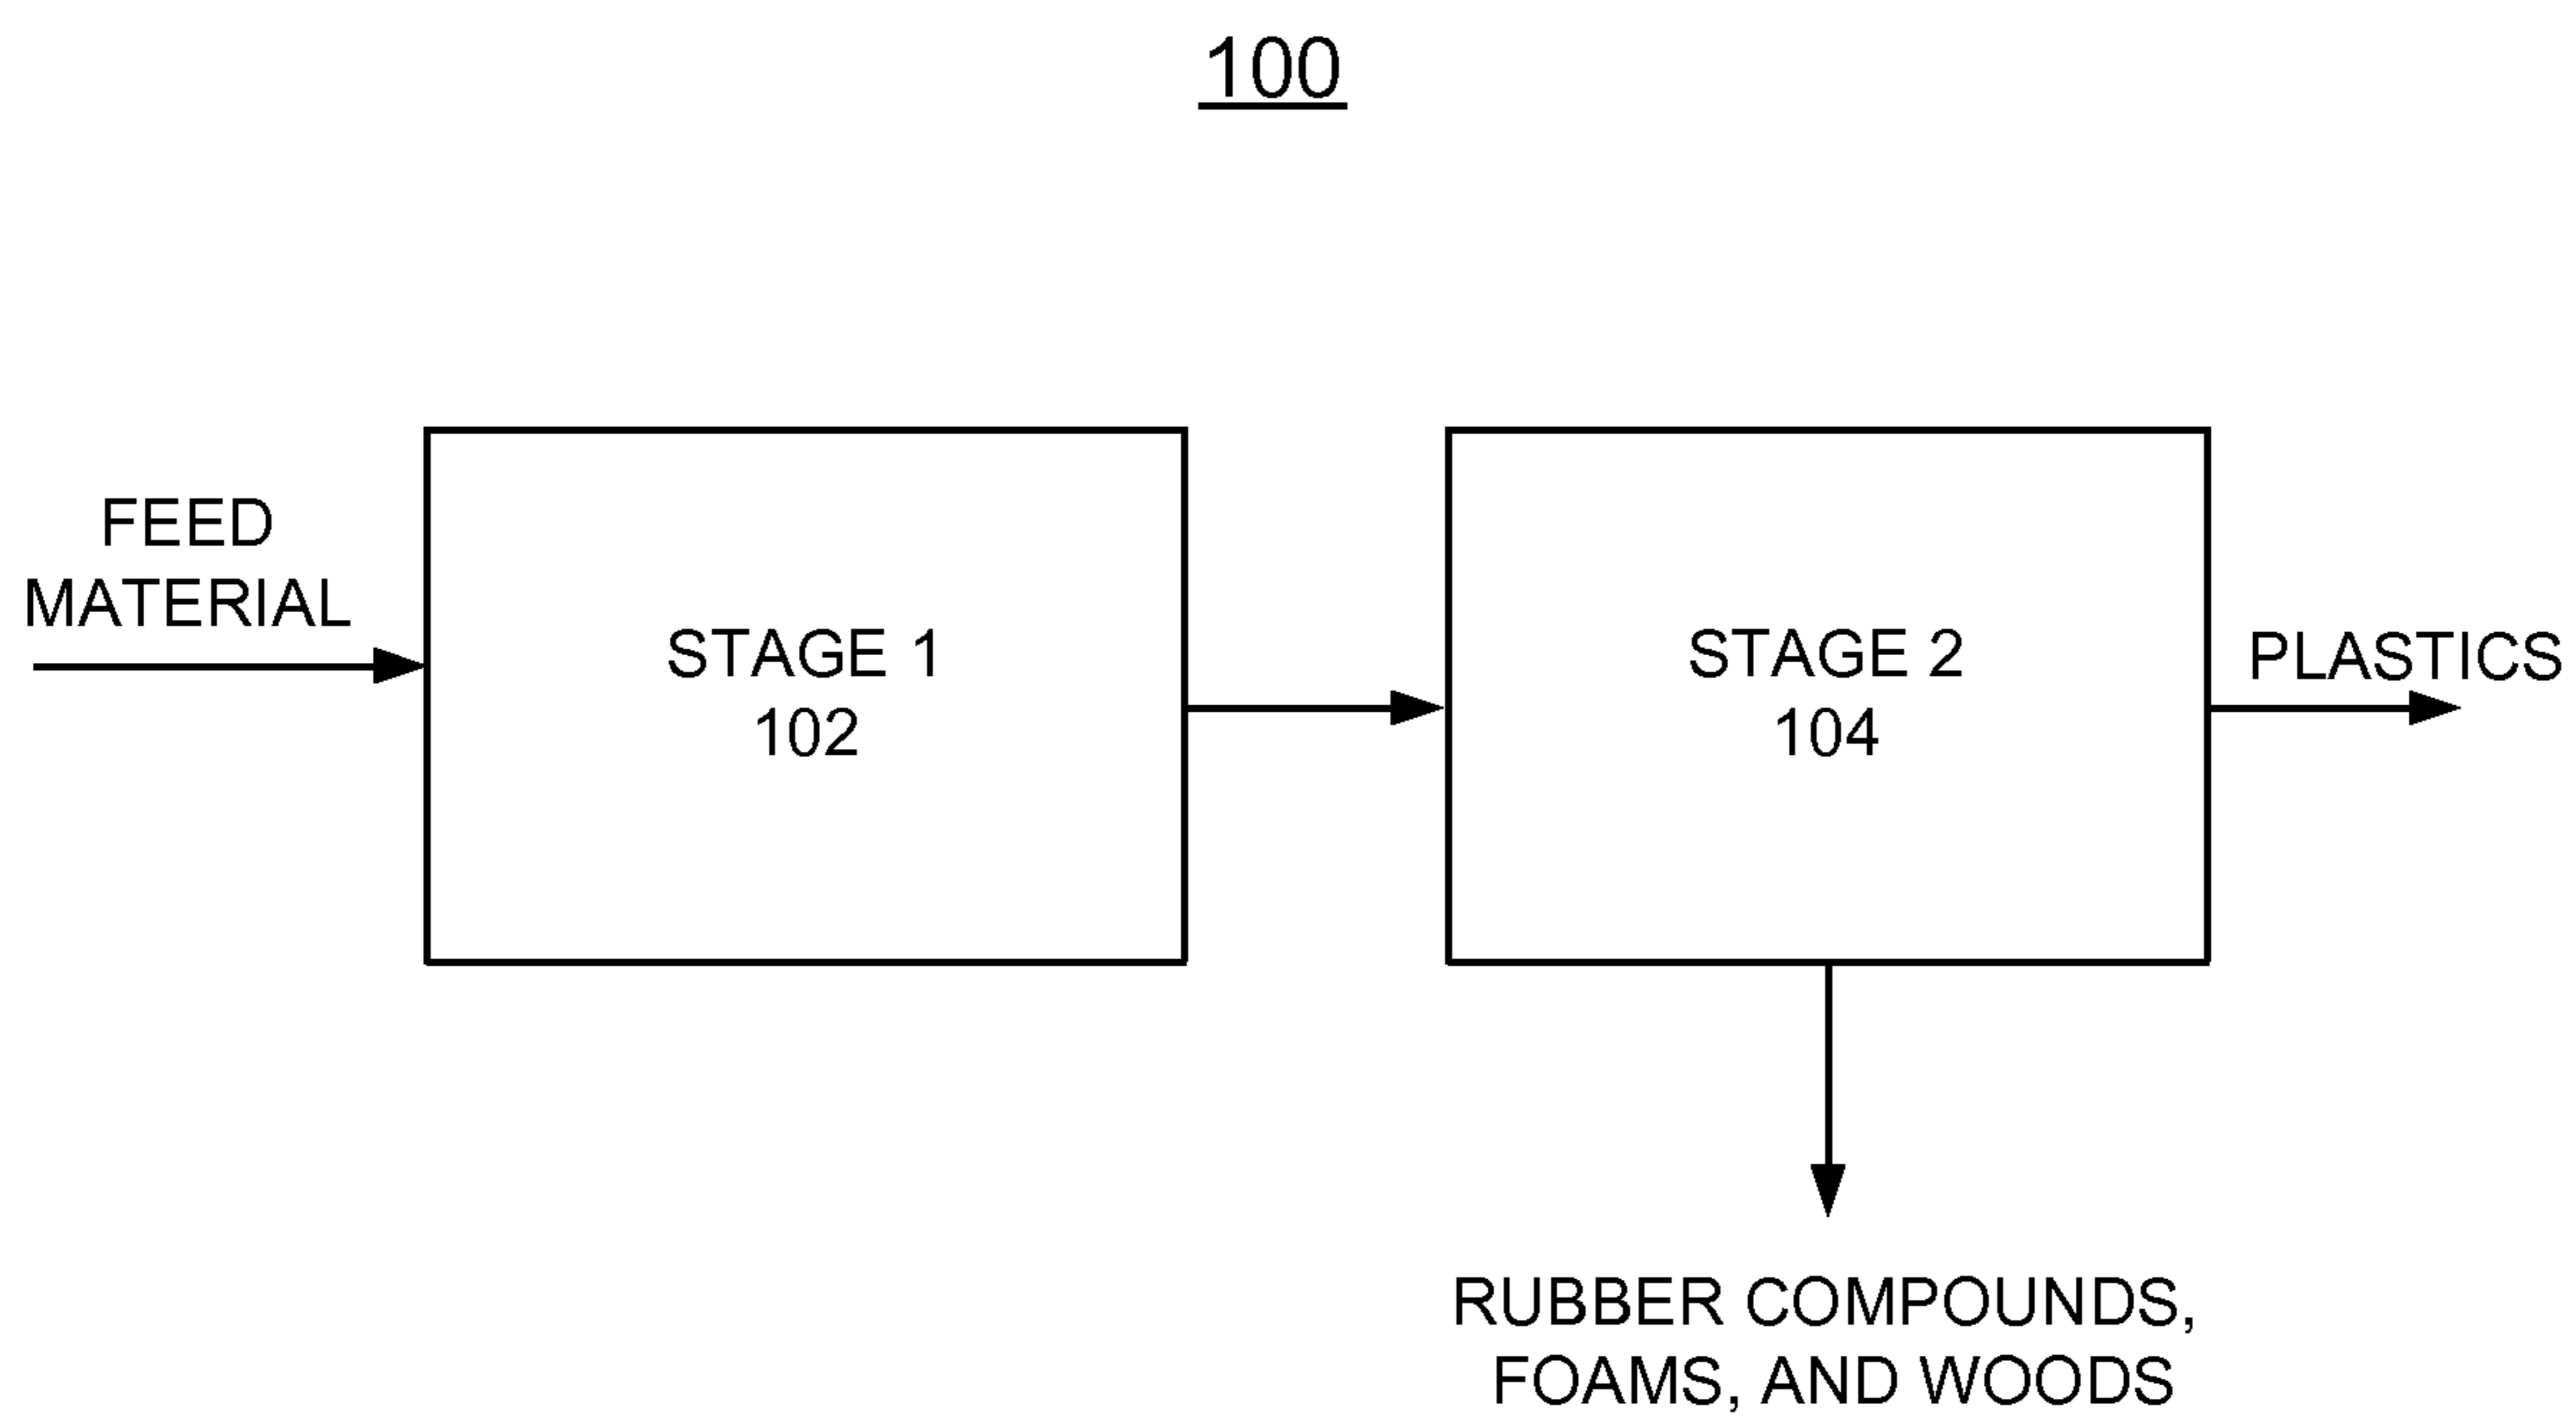 100
FEED
MATERIAL
STAGE 1
102
STAGE 2
104
PLASTICS
RUBBER COMPOUNDS,
FOAMS, AND WOODS